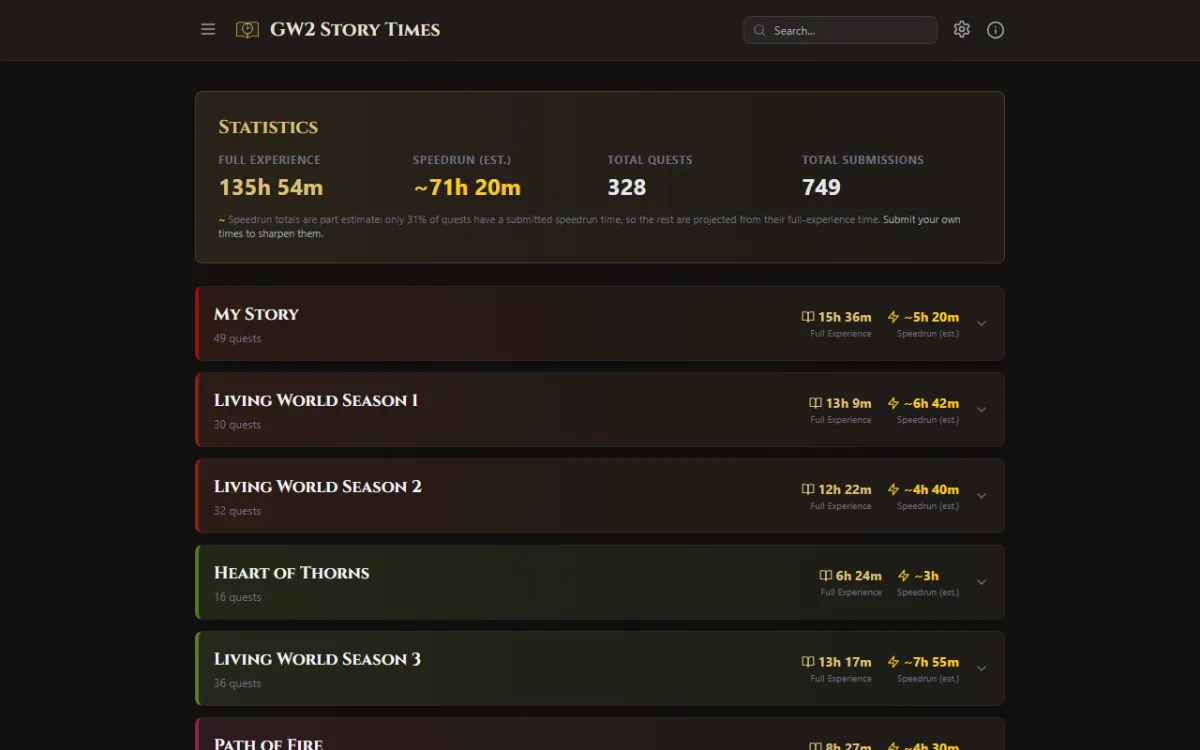 GW2 Story Times
Search...
Statistics
FULL EXPERIENCE
135h 54m
SPEEDRUN (EST.)
~71h 20m
TOTAL QUESTS
328
TOTAL SUBMISSIONS
749
~ Speedrun totals are part estimate: only 31% of quests have a submitted speedrun time, so the rest are projected from their full-experience time. Submit your own
times to sharpen them.
My Story
49 quests
15h 36m
Full Experience
~5h 20m
Speedrun (est.)
Living World Season 1
30 quests
13h 9m
Full Experience
~6h 42m
Speedrun (est.)
Living World Season 2
32 quests
12h 22m
Full Experience
~4h 40m
Speedrun (est.)
Heart of Thorns
16 quests
6h 24m
Full Experience
~3h
Speedrun (est.)
Living World Season 3
36 quests
13h 17m
Full Experience
~7h 55m
Speedrun (est.)
Path of Fire
8h 27m
~4h 30m